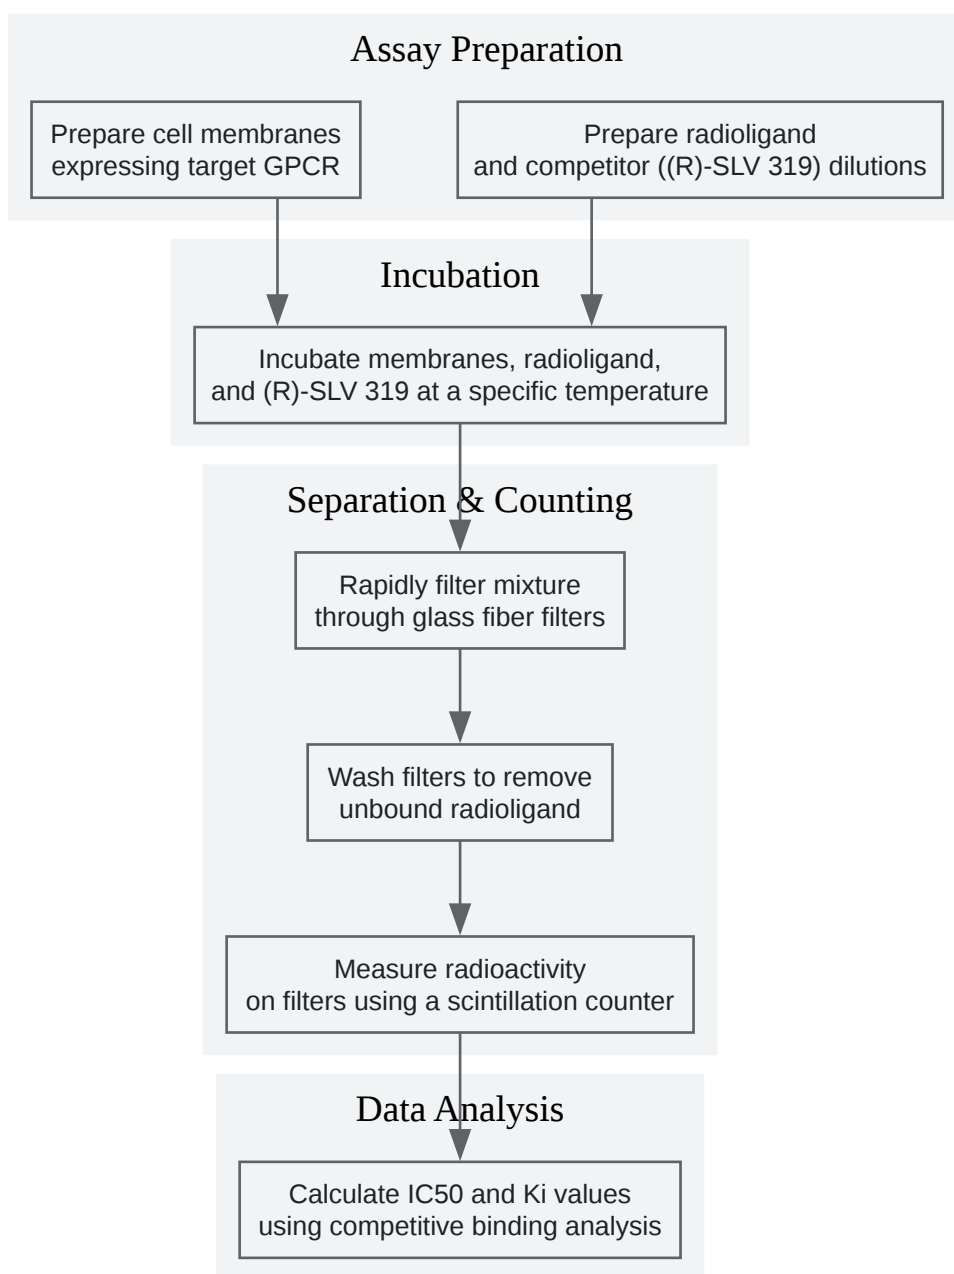 Assay Preparation
Prepare cell membranes
expressing target GPCR
Prepare radioligand
and competitor ((R)-SLV 319) dilutions
Incubation
Incubate membranes, radioligand,
and (R)-SLV 319 at a specific temperature
Separation & Counting
Rapidly filter mixture
through glass fiber filters
Wash filters to remove
unbound radioligand
Measure radioactivity
on filters using a scintillation counter
Data Analysis
Calculate IC50 and Ki values
using competitive binding analysis